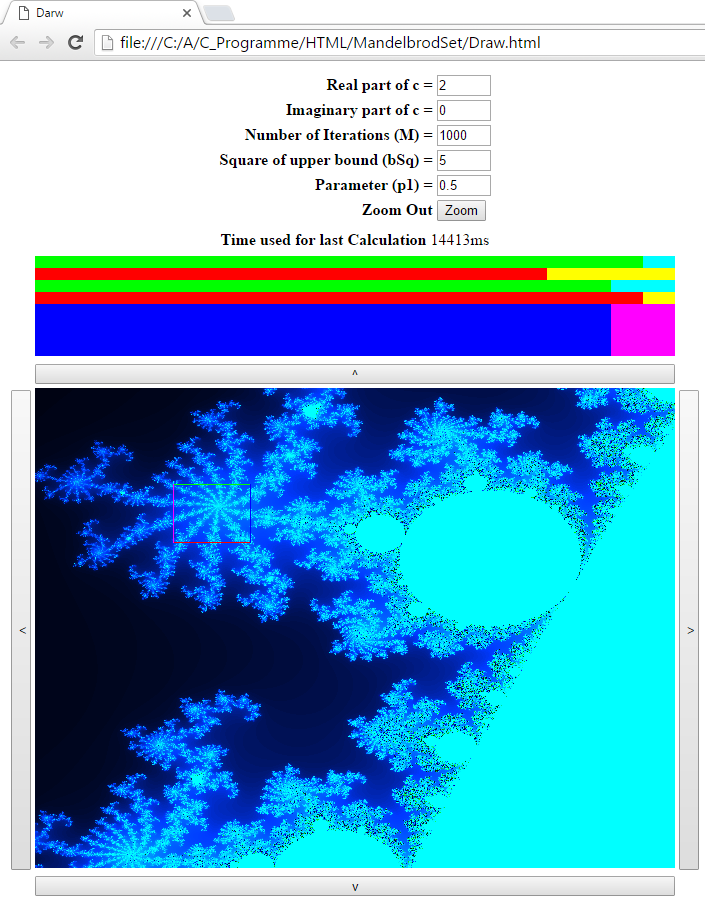 Darw
file:///C:/A/C_Programme/HTML/MandelbrodSet/Draw.html
Real part of c = 2
Imaginary part of c = 0
Number of Iterations (M) = 1000
Square of upper bound (bSq) = 5
Parameter (p1) = 0.5
Zoom Out Zoom
Time used for last Calculation 14413ms
^
< >
v